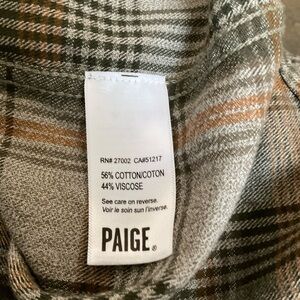 RN# 27002 CA#51217
56% COTTON/COTON
44% VISCOSE
See care on reverse.
Voir le soin sur l'inverse.
PAIGE®